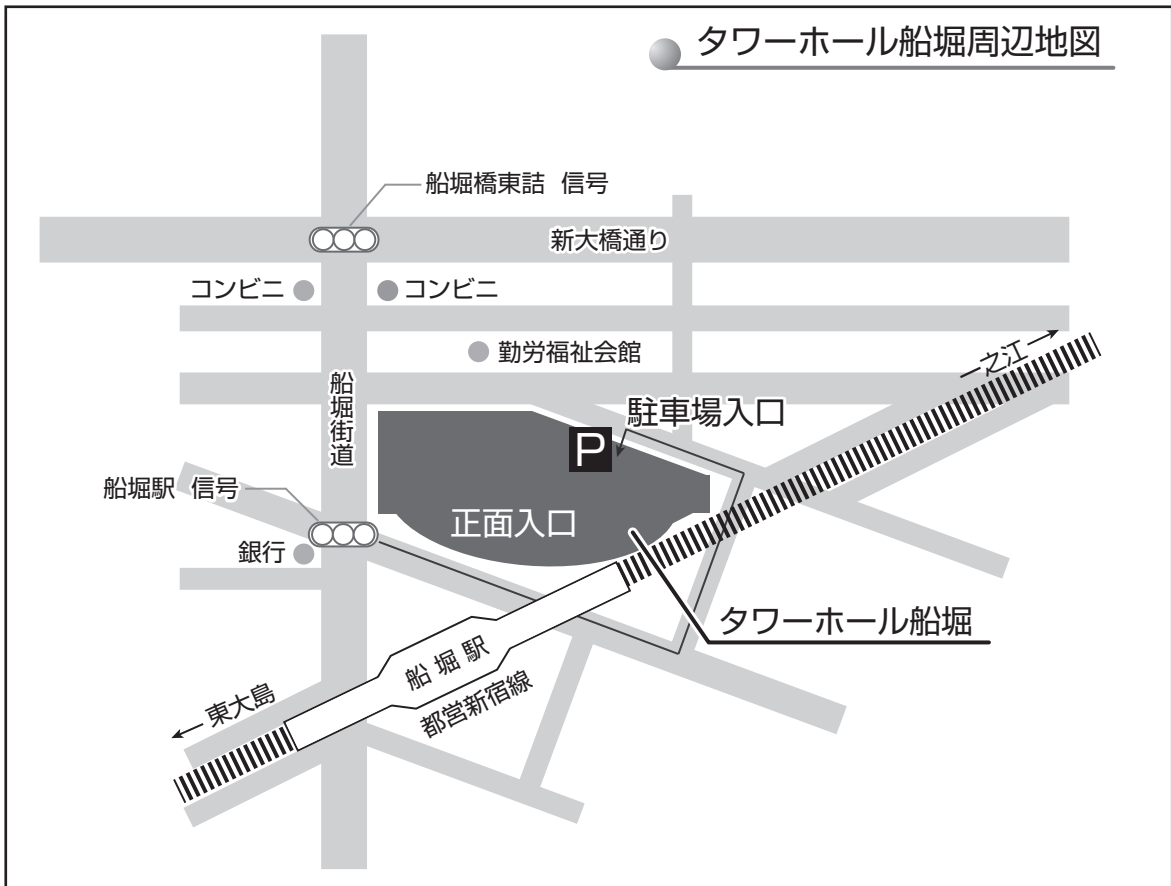 タワーホール船堀周辺地図
船堀橋東詰 信号
新大橋通り
コンビニ
コンビニ
勤労福祉会館
一之江
船堀街道
駐車場入口
P
船堀駅 信号
正面入口
銀行
タワーホール船堀
船堀駅
都営新宿線
東大島